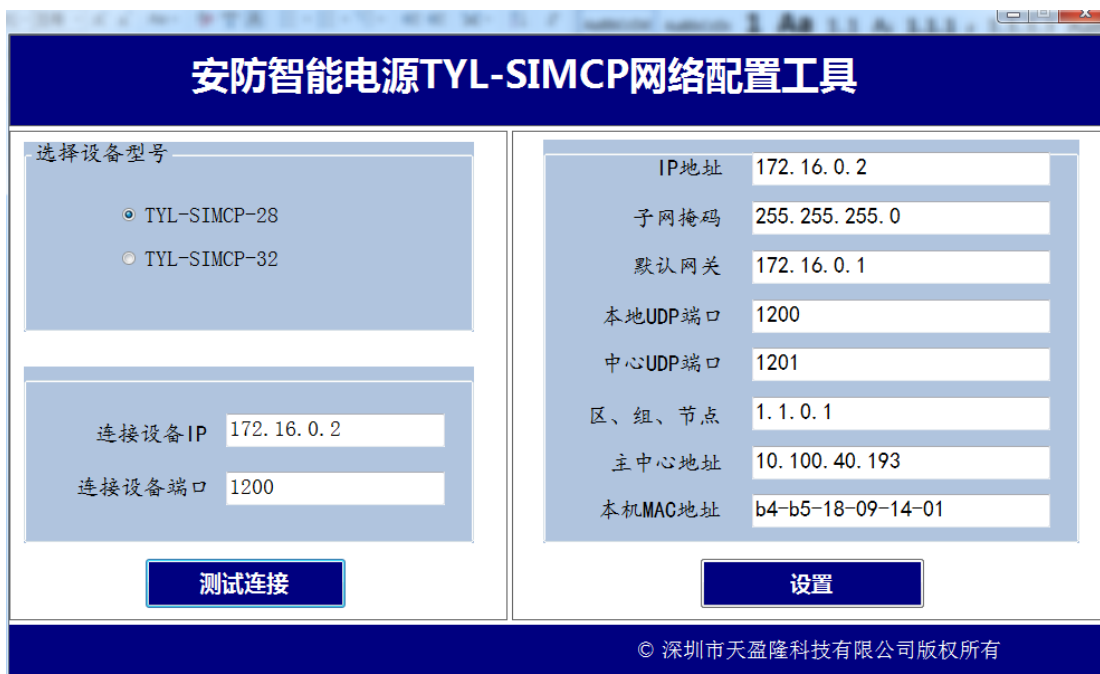 安防智能电源TYL-SIMCP网络配置工具
选择设备型号
TYL-SIMCP-28
TYL-SIMCP-32
连接设备IP 172.16.0.2
连接设备端口 1200
测试连接
IP地址 172.16.0.2
子网掩码 255.255.255.0
默认网关 172.16.0.1
本地UDP端口 1200
中心UDP端口 1201
区、组、节点 1.1.0.1
主中心地址 10.100.40.193
本机MAC地址 b4-b5-18-09-14-01
设置
© 深圳市天盈隆科技有限公司版权所有